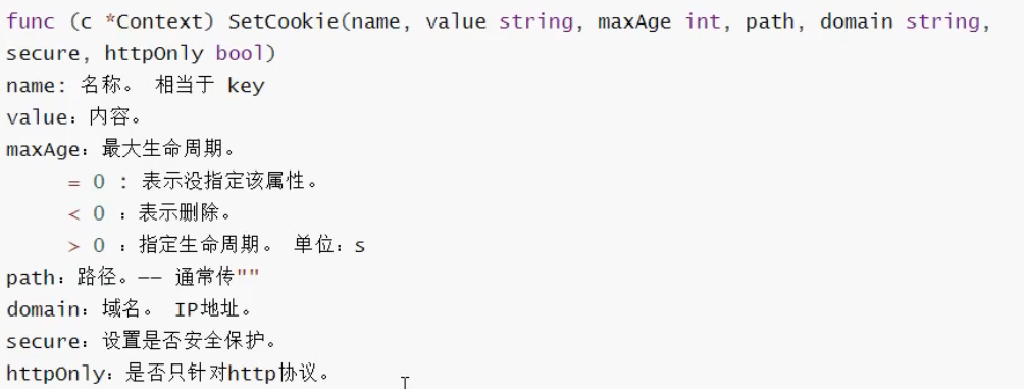 func (c *Context) SetCookie(name, value string, maxAge int, path, domain string,
secure, httpOnly bool)
name: 名称。 相当于 key
value：内容。
maxAge：最大生命周期。
= 0 : 表示没指定该属性。
< 0 ：表示删除。
> 0 ：指定生命周期。 单位：s
path：路径。—— 通常传""
domain：域名。 IP地址。
secure：设置是否安全保护。
httpOnly：是否只针对http协议。